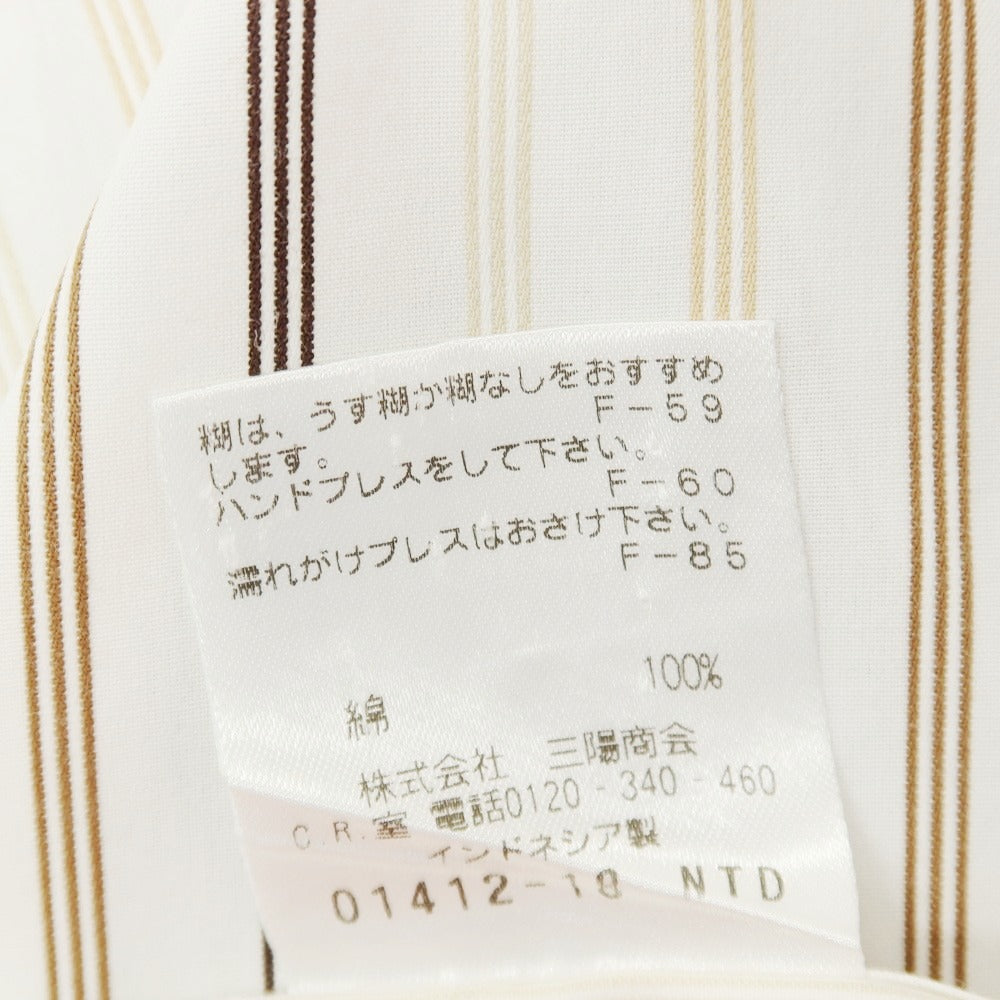 糊は、うす糊か糊なしをおすすめ
します。 F-59
ハンドプレスをして下さい。
F-60
濡れがけプレスはおさけ下さい。
F-85
綿 100%
株式会社 三陽商会
C.R.室 電話0120-340-460
インドネシア製
01412-18 NTD